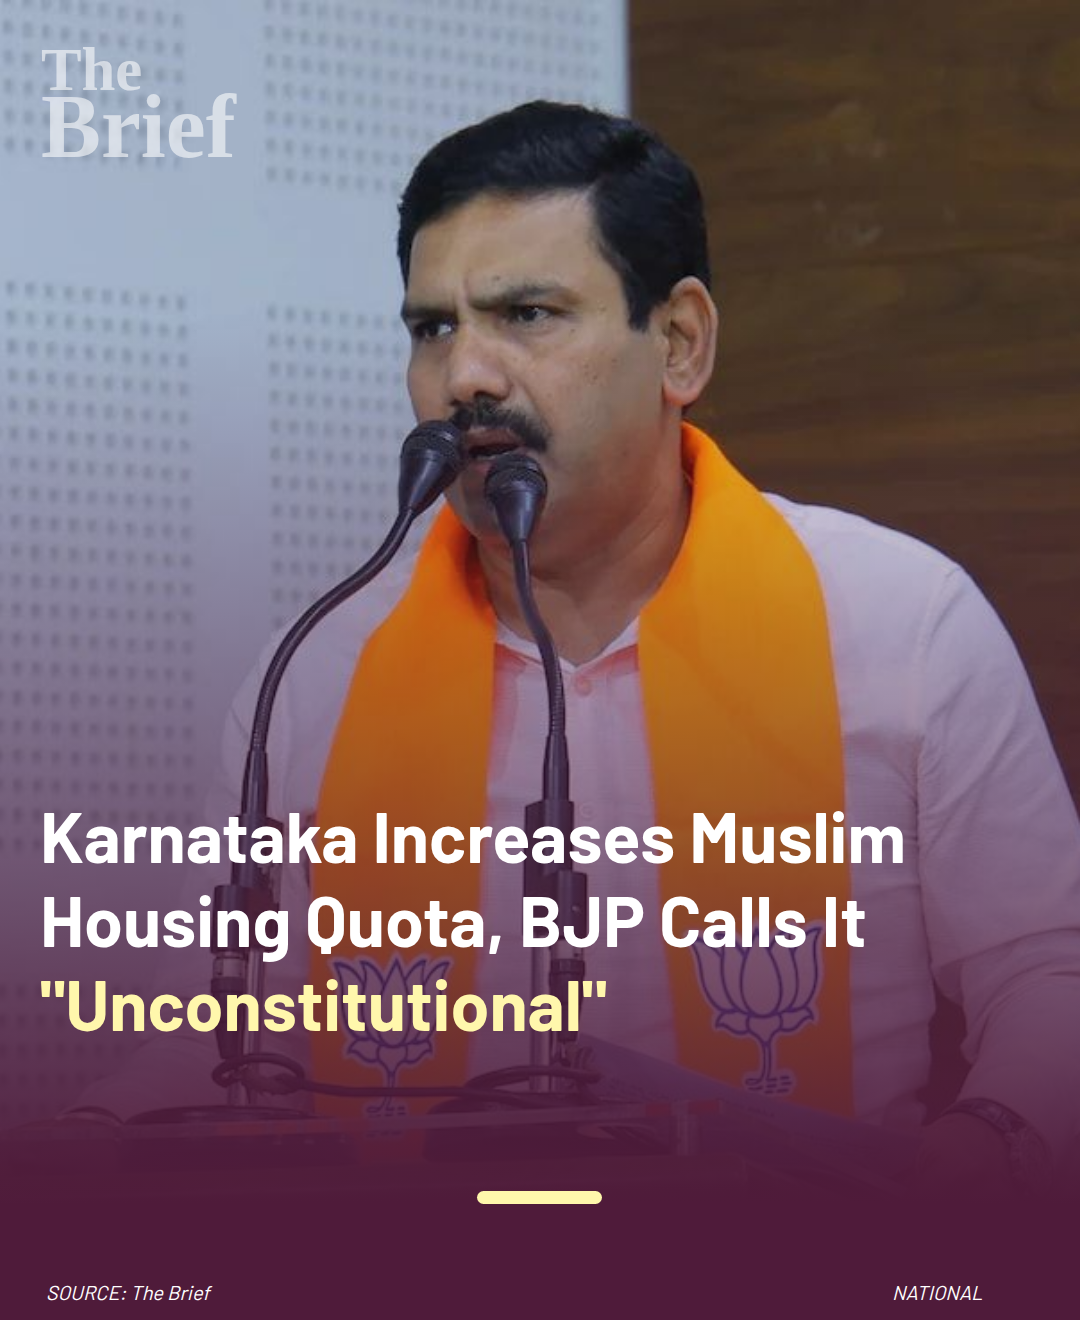 The
Brief
Karnataka Increases Muslim
Housing Quota, BJP Calls It
"Unconstitutional"
SOURCE: The Brief
NATIONAL